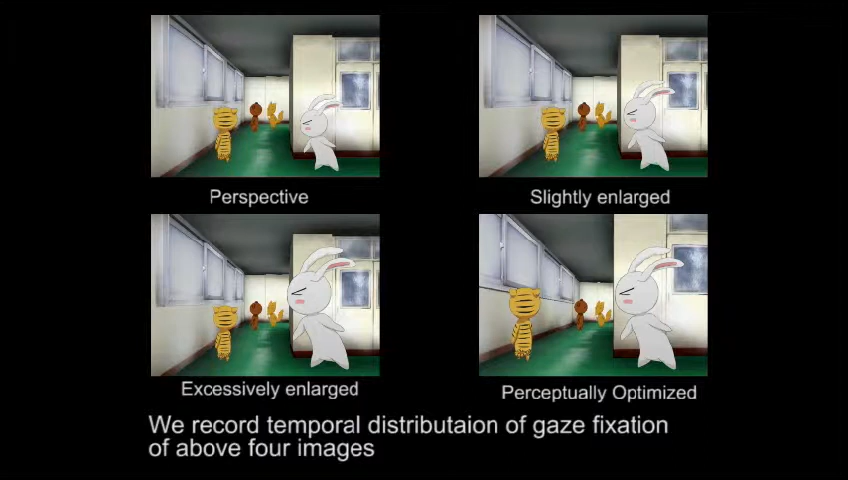 Perspective
Slightly enlarged
Excessively enlarged
Perceptually Optimized
We record temporal distributaion of gaze fixation
of above four images